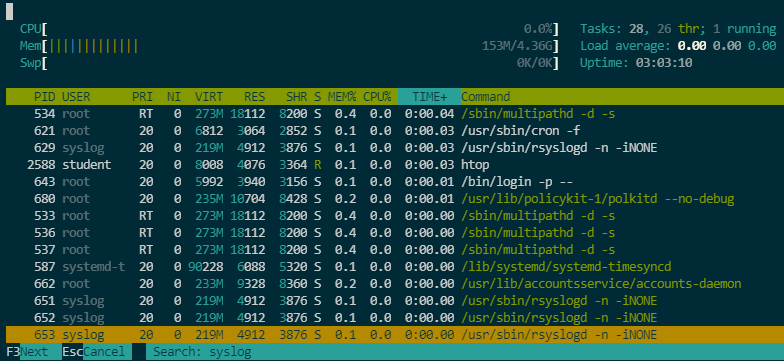 CPU[ 0.0%] Tasks: 28, 26 thr; 1 running
Mem[||||||||||||| 153M/4.36G] Load average: 0.00 0.00 0.00
Swp[ 0K/0K] Uptime: 03:03:10
PID USER PRI NI VIRT RES SHR S MEM% CPU% TIME+ Command
534 root RT 0 273M 18112 8200 S 0.4 0.0 0:00.04 /sbin/multipathd -d -s
621 root 20 0 6812 3064 2852 S 0.1 0.0 0:00.03 /usr/sbin/cron -f
629 syslog 20 0 219M 4912 3876 S 0.1 0.0 0:00.03 /usr/sbin/rsyslogd -n -iNONE
2588 student 20 0 8008 4076 3364 R 0.1 0.0 0:00.03 htop
643 root 20 0 5992 3940 3156 S 0.1 0.0 0:00.01 /bin/login -p --
680 root 20 0 235M 10704 8428 S 0.2 0.0 0:00.01 /usr/lib/policykit-1/polkitd --no-debug
533 root RT 0 273M 18112 8200 S 0.4 0.0 0:00.00 /sbin/multipathd -d -s
536 root RT 0 273M 18112 8200 S 0.4 0.0 0:00.00 /sbin/multipathd -d -s
537 root RT 0 273M 18112 8200 S 0.4 0.0 0:00.00 /sbin/multipathd -d -s
587 systemd-t 20 0 90228 6088 5320 S 0.1 0.0 0:00.00 /lib/systemd/systemd-timesyncd
662 root 20 0 233M 9328 8360 S 0.2 0.0 0:00.00 /usr/lib/accountsservice/accounts-daemon
651 syslog 20 0 219M 4912 3876 S 0.1 0.0 0:00.00 /usr/sbin/rsyslogd -n -iNONE
652 syslog 20 0 219M 4912 3876 S 0.1 0.0 0:00.00 /usr/sbin/rsyslogd -n -iNONE
653 syslog 20 0 219M 4912 3876 S 0.1 0.0 0:00.00 /usr/sbin/rsyslogd -n -iNONE
F3Next EscCancel Search: syslog